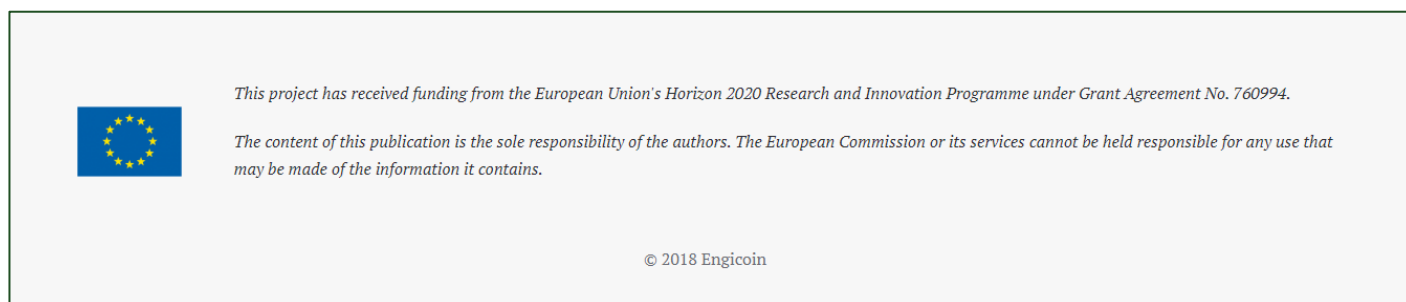 This project has received funding from the European Union's Horizon 2020 Research and Innovation Programme under Grant Agreement No. 760994.
The content of this publication is the sole responsibility of the authors. The European Commission or its services cannot be held responsible for any use that
may be made of the information it contains.
© 2018 Engicoin